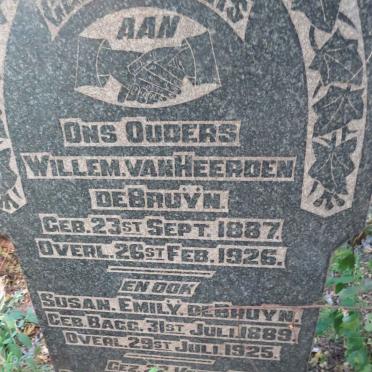 AAN
ONS OUDERS
WILLEM.VAN HEERDEN
DE BRUŸN.
GEB. 23ST SEPT. 1887.
OVERL. 26ST FEB. 1926.
EN OOK
SUSAN. EMILY. DE BRUYN.
GEB. BAGG. 31ST JULI. 1889.
OVERL. 29ST JULI. 1925.